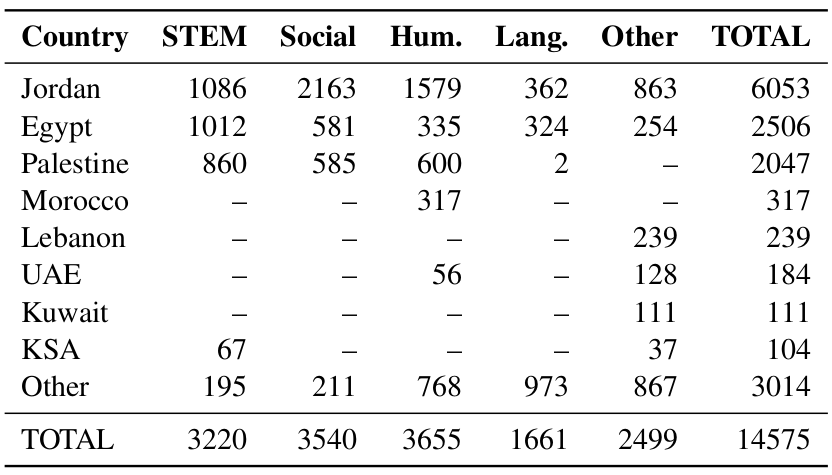 Country STEM Social Hum. Lang. Other TOTAL
Jordan 1086 2163 1579 362 863 6053
Egypt 1012 581 335 324 254 2506
Palestine 860 585 600 2 – 2047
Morocco – – 317 – – 317
Lebanon – – – – 239 239
UAE – – 56 – 128 184
Kuwait – – – – 111 111
KSA 67 – – – 37 104
Other 195 211 768 973 867 3014
TOTAL 3220 3540 3655 1661 2499 14575